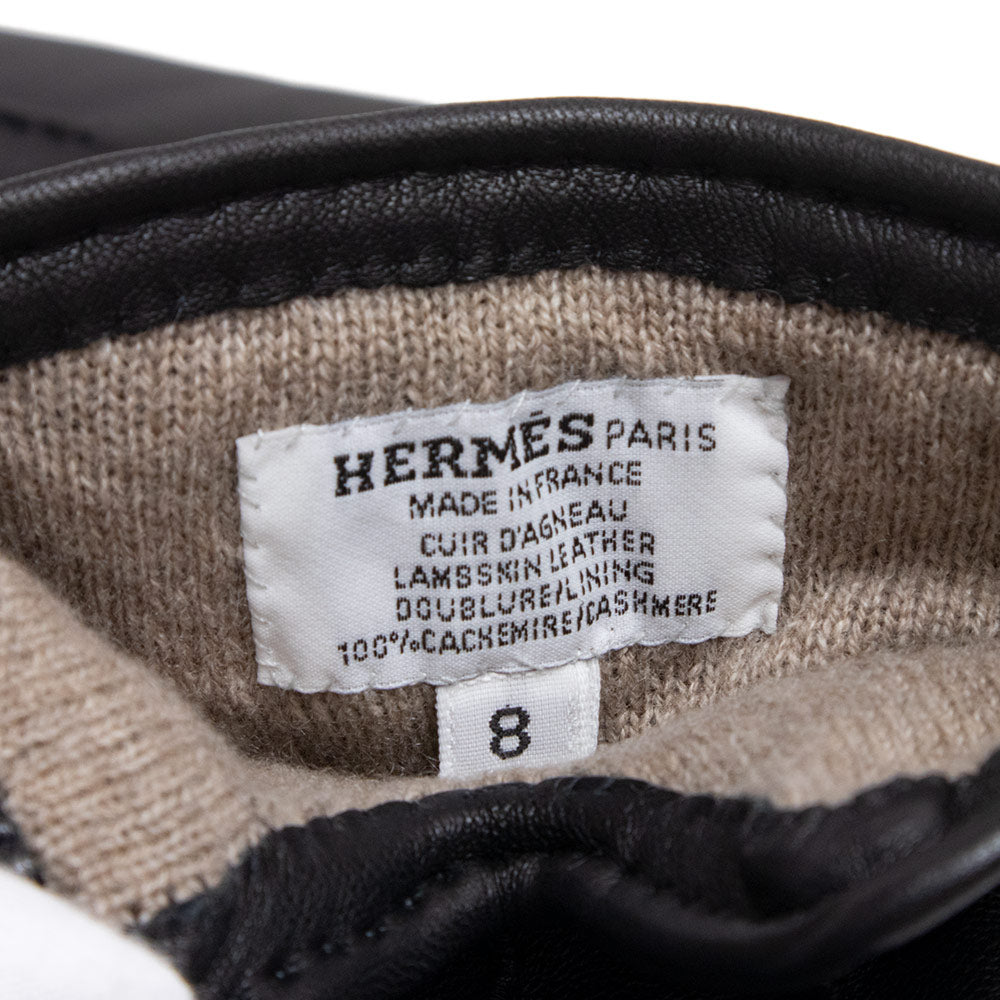 HERMÈS PARIS
MADE IN FRANCE
CUIR D'AGNEAU
LAMBSKIN LEATHER
DOUBLURE/LINING
100%CACHEMIRE/CASHMERE
8